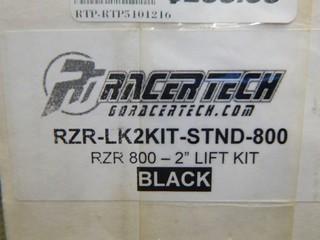 RTP-RTP5101216
RACERTECH
GORACERTECH.COM
RZR-LK2KIT-STND-800
RZR 800 – 2" LIFT KIT
BLACK